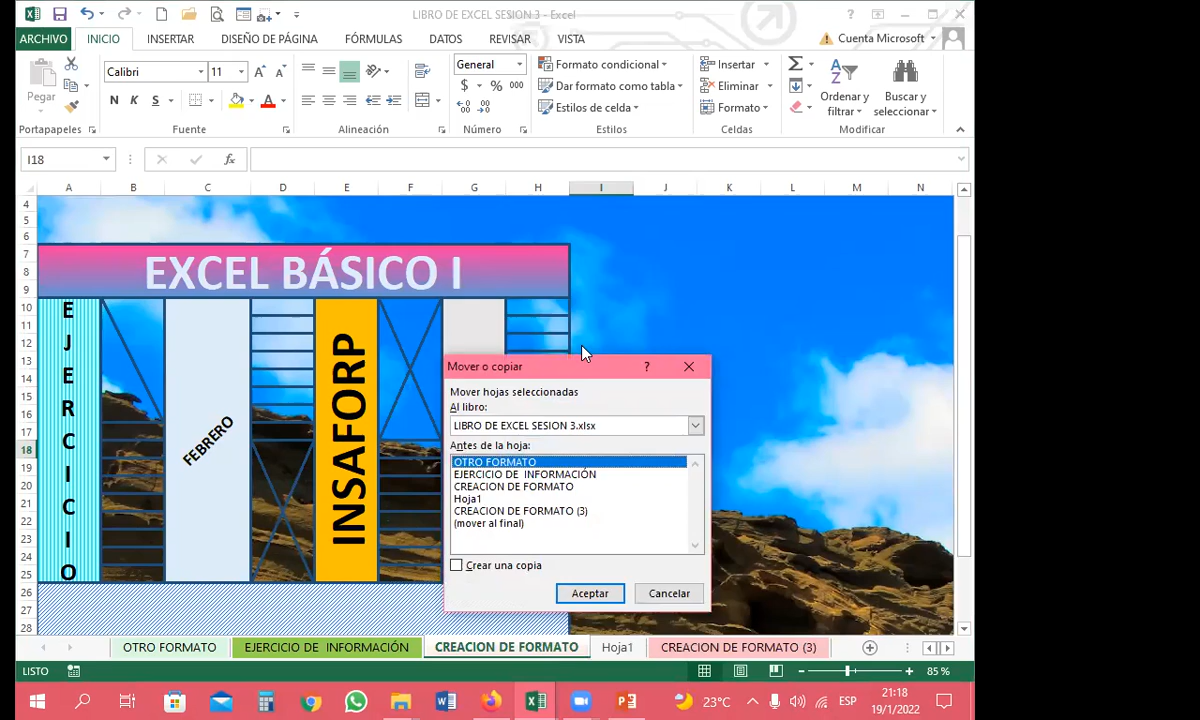 LIBRO DE EXCEL SESION 3 - Excel
ARCHIVO INICIO INSERTAR DISEÑO DE PÁGINA FÓRMULAS DATOS REVISAR VISTA Cuenta Microsoft
Pegar
Calibri 11
N K S
General
$ % 000
Formato condicional
Dar formato como tabla
Estilos de celda
Insertar
Eliminar
Formato
Ordenar y filtrar
Buscar y seleccionar
Portapapeles Fuente Alineación Número Estilos Celdas Modificar
I18 fx
A B C D E F G H I J K L M N
4
5
6
7
8
9
10
11
12
13
14
15
16
17
18
19
20
21
22
23
24
25
26
27
28
EXCEL BÁSICO I
EJERCICIO
FEBRERO
INSAFORP
Mover o copiar ?
Mover hojas seleccionadas
Al libro:
LIBRO DE EXCEL SESION 3.xlsx
Antes de la hoja:
OTRO FORMATO
EJERCICIO DE INFORMACIÓN
CREACION DE FORMATO
Hoja1
CREACION DE FORMATO (3)
(mover al final)
Crear una copia
Aceptar Cancelar
OTRO FORMATO EJERCICIO DE INFORMACIÓN CREACION DE FORMATO Hoja1 CREACION DE FORMATO (3)
LISTO 85 %
23°C ESP 21:18
19/1/2022